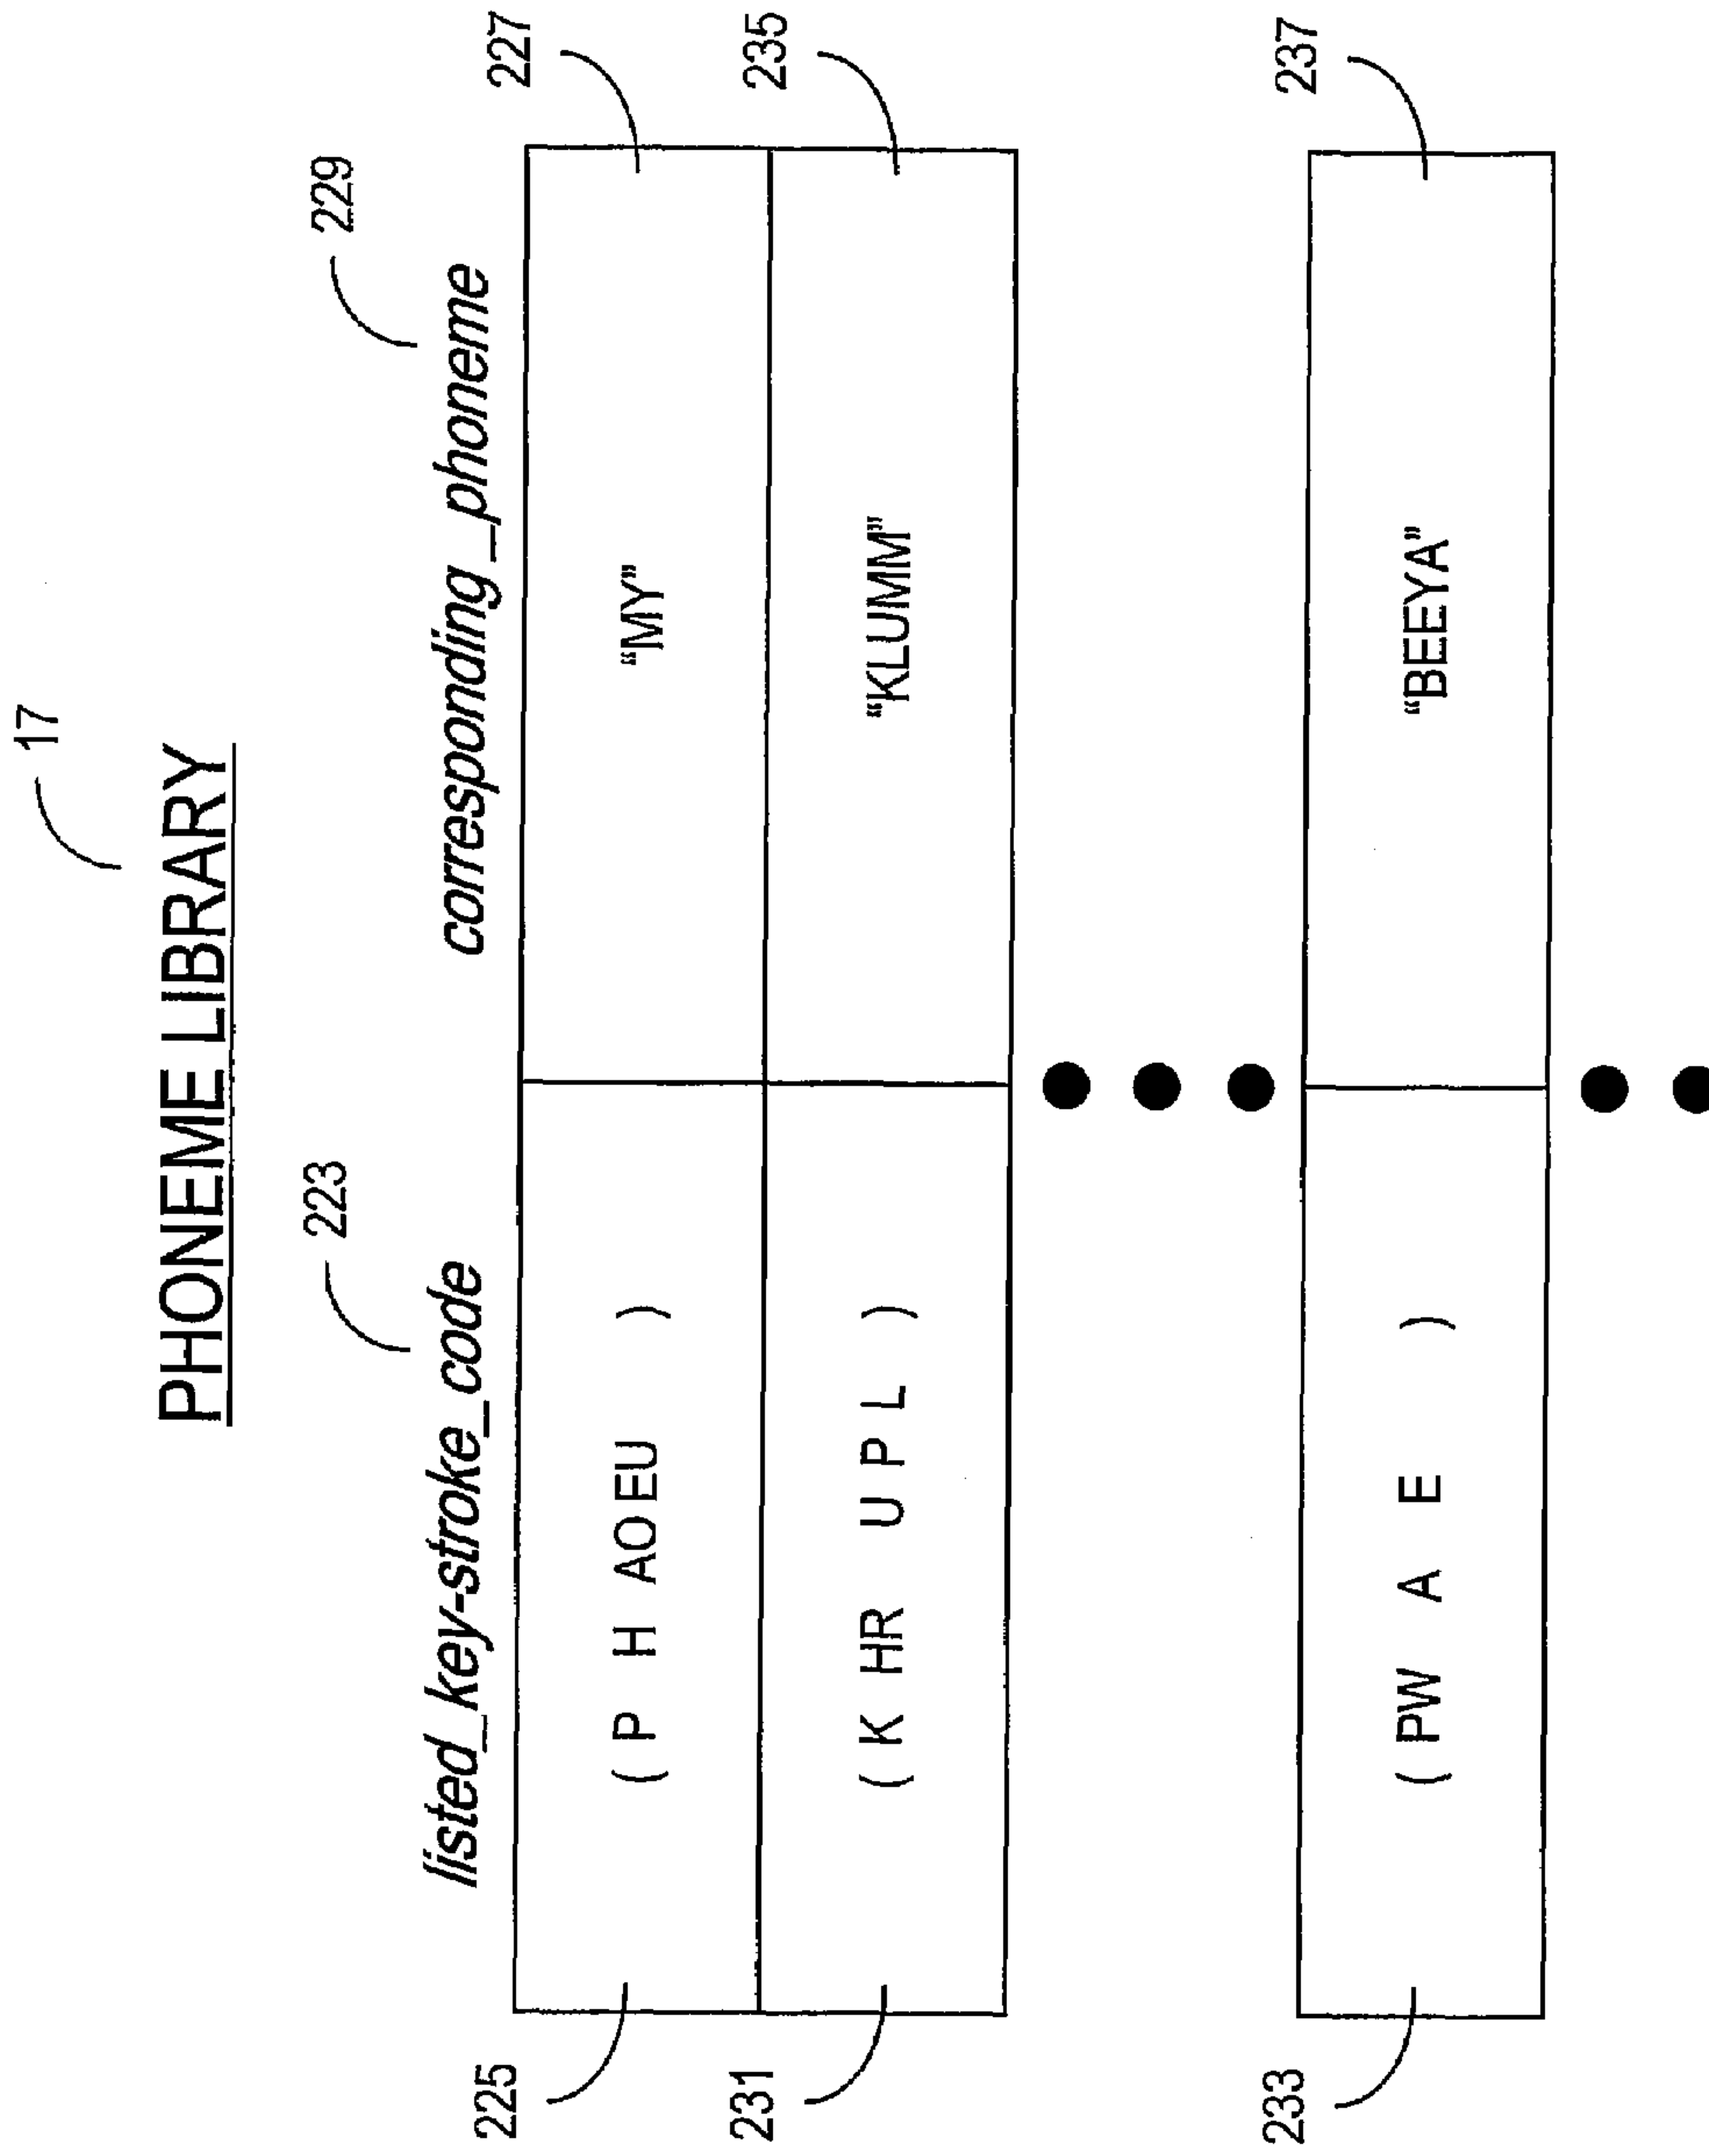 17
PHONEME LIBRARY
223 229
listed_key-stroke_code corresponding_phoneme
225 ( P H AOEU ) "MY" 227
231 ( K HR U P L ) "KLUMM" 235
233 ( PW A E ) "BEEYA" 237